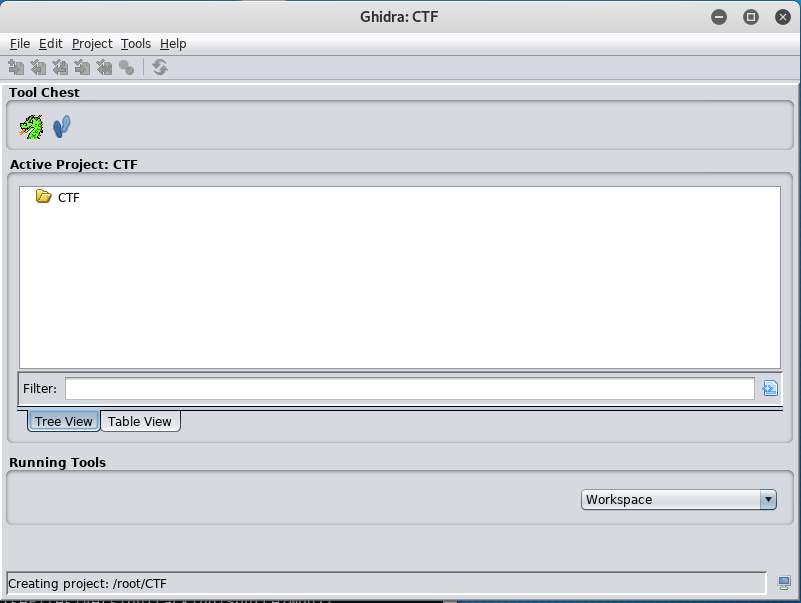 Ghidra: CTF
File Edit Project Tools Help
Tool Chest
Active Project: CTF
CTF
Filter:
Tree View Table View
Running Tools
Workspace
Creating project: /root/CTF